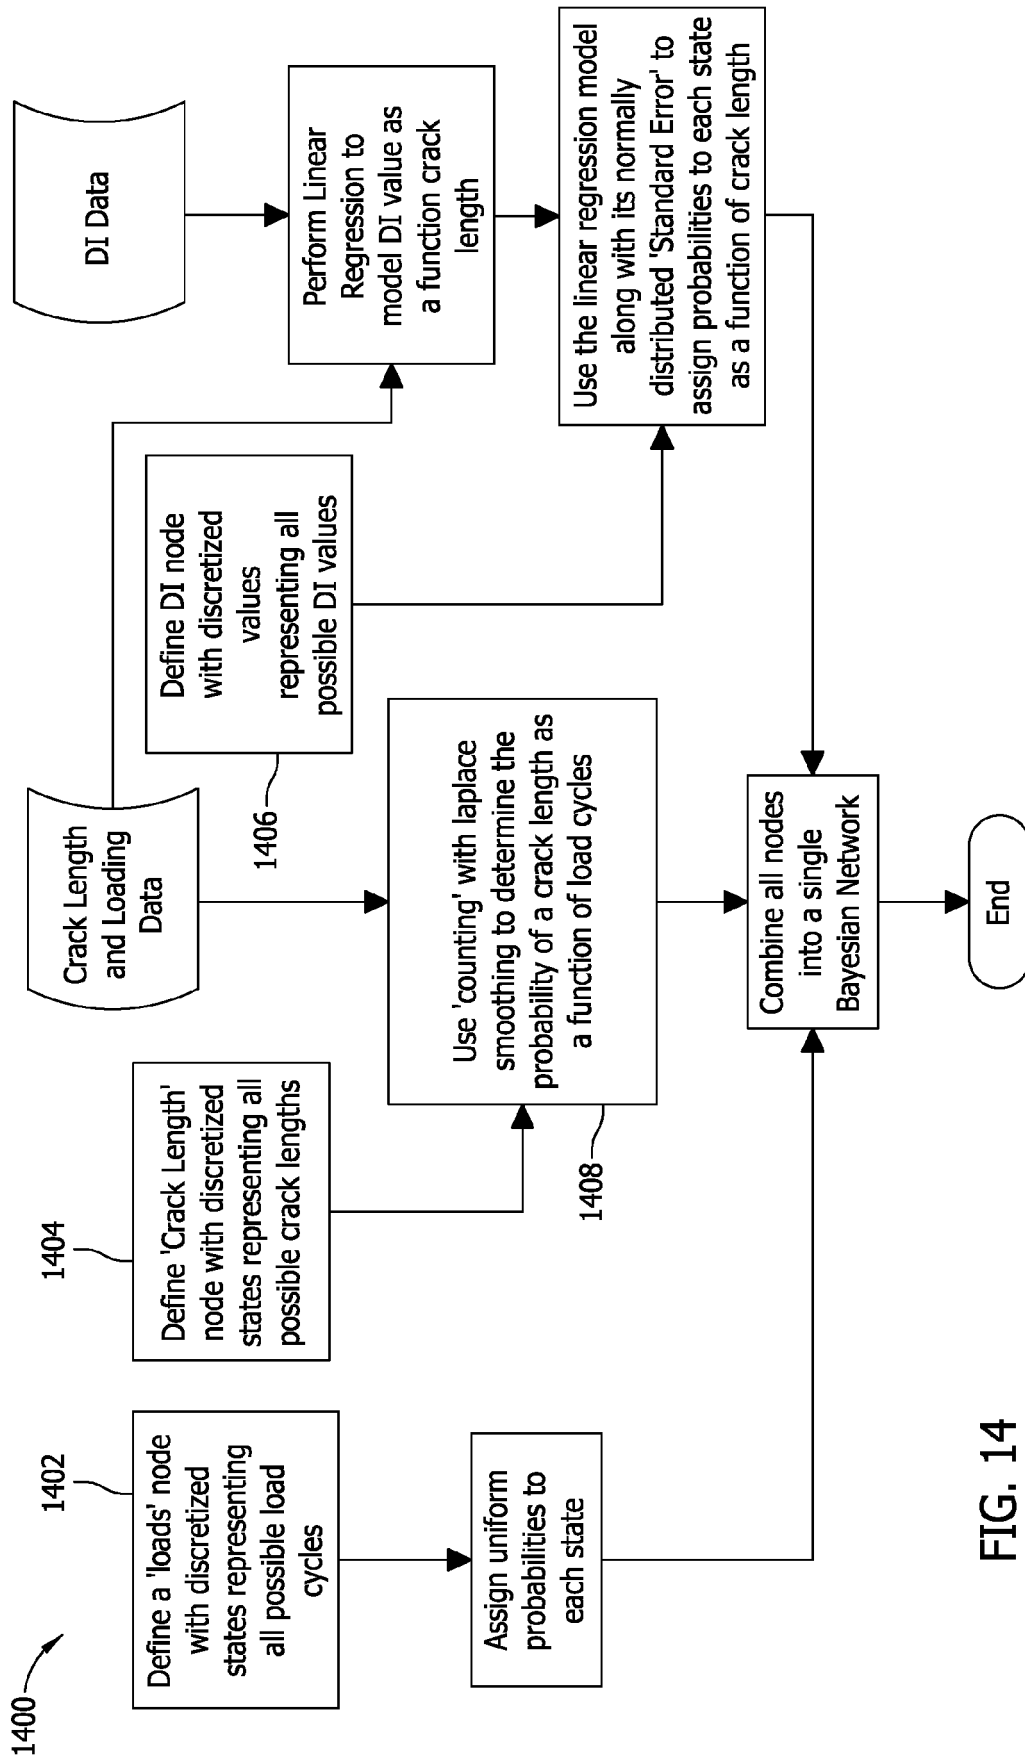 1400
1402
Define a 'loads' node
with discretized
states representing
all possible load
cycles
Assign uniform
probabilities to
each state
1404
Define 'Crack Length'
node with discretized
states representing all
possible crack lengths
Crack Length
and Loading
Data
Use 'counting' with laplace
smoothing to determine the
probability of a crack length as
a function of load cycles
1408
1406
Define DI node
with discretized
values
representing all
possible DI values
DI Data
Perform Linear
Regression to
model DI value as
a function crack
length
Use the linear regression model
along with its normally
distributed 'Standard Error' to
assign probabilities to each state
as a function of crack length
Combine all nodes
into a single
Bayesian Network
End
FIG. 14